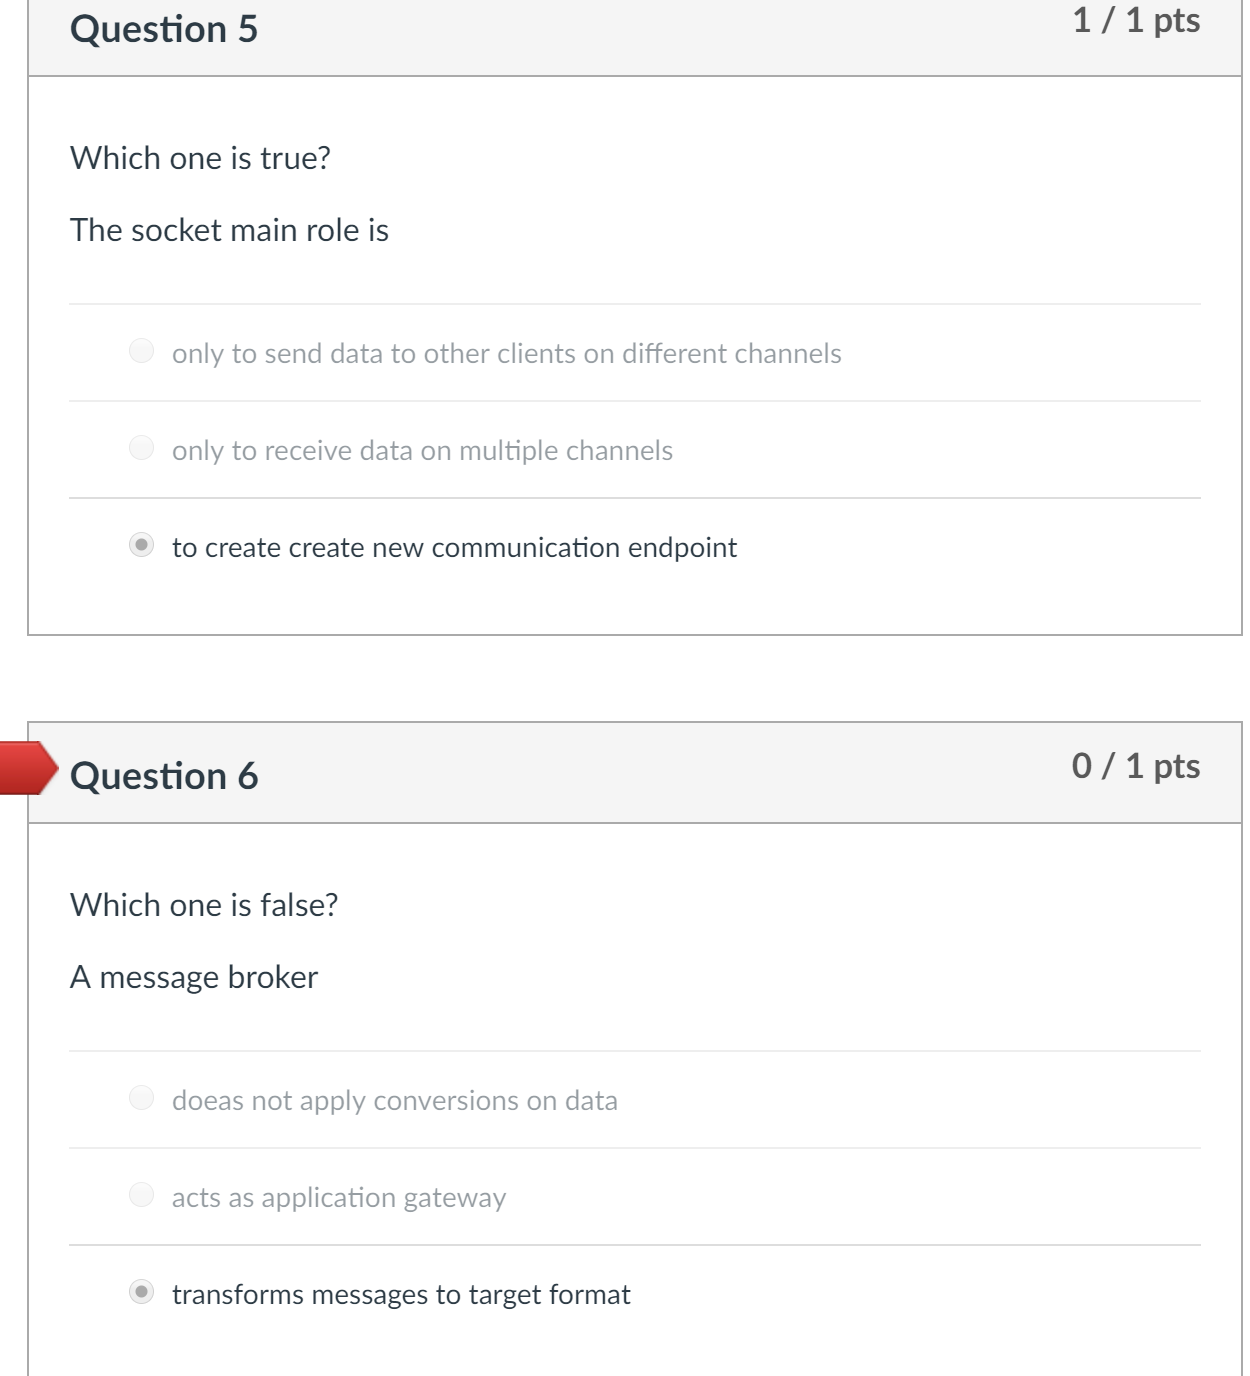 Question 5
1 / 1 pts
Which one is true?
The socket main role is
only to send data to other clients on different channels
only to receive data on multiple channels
to create create new communication endpoint
Question 6
0 / 1 pts
Which one is false?
A message broker
doeas not apply conversions on data
acts as application gateway
transforms messages to target format